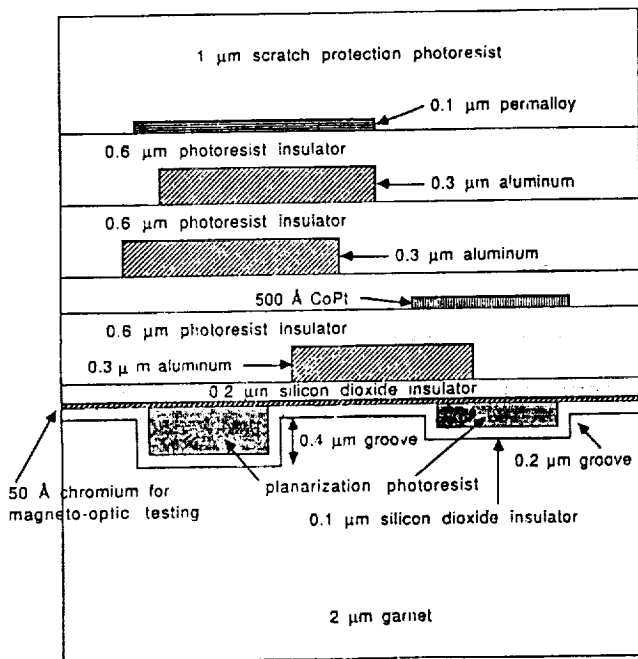 1 μm scratch protection photoresist
0.1 μm permalloy
0.6 μm photoresist insulator
0.3 μm aluminum
0.6 μm photoresist insulator
0.3 μm aluminum
500 Å CoPt
0.6 μm photoresist insulator
0.3 μm aluminum
0.2 μm silicon dioxide insulator
0.4 μm groove
0.2 μm groove
50 Å chromium for
magneto-optic testing
planarization photoresist
0.1 μm silicon dioxide insulator
2 μm garnet